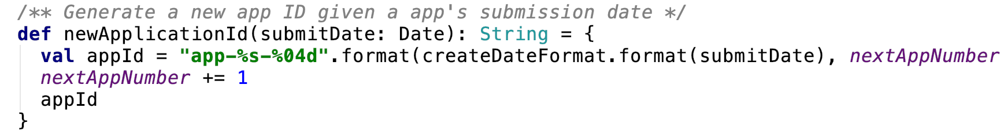 /** Generate a new app ID given a app's submission date */
def newApplicationId(submitDate: Date): String = {
val appId = "app-%s-%04d".format(createDateFormat.format(submitDate), nextAppNumber
nextAppNumber += 1
appId
}